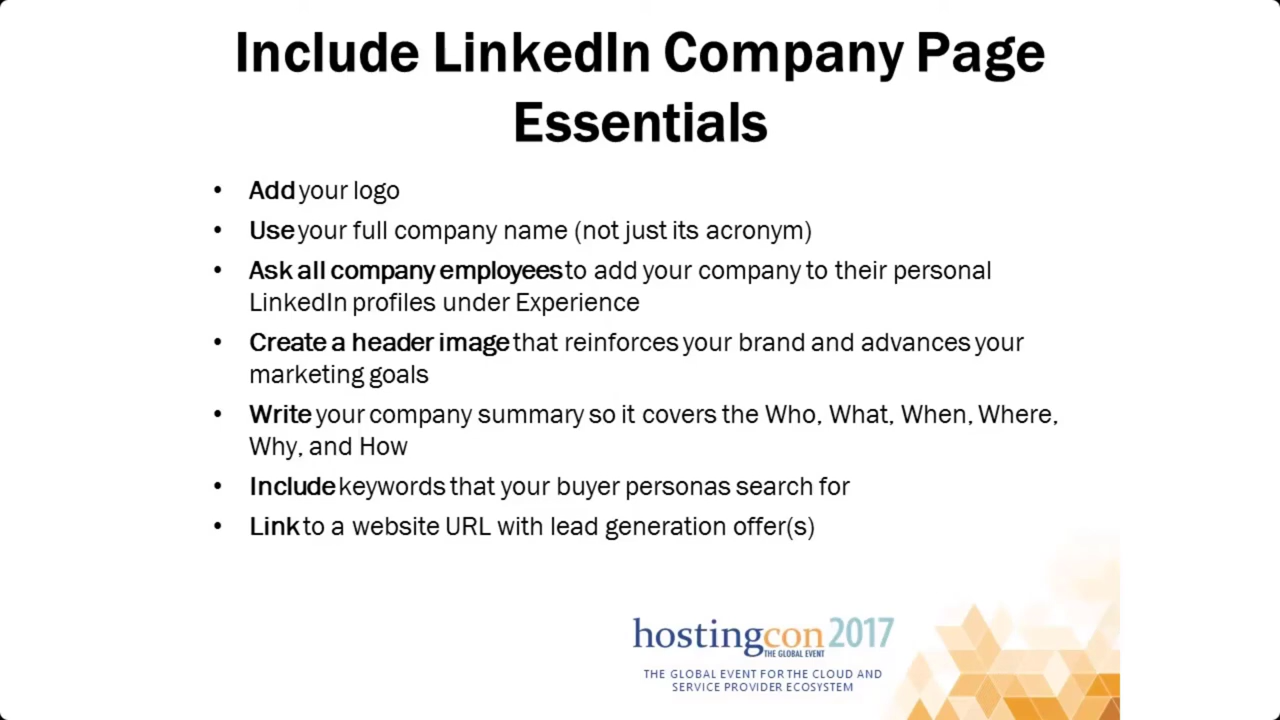 Include LinkedIn Company Page
Essentials
• Add your logo
• Use your full company name (not just its acronym)
• Ask all company employees to add your company to their personal
LinkedIn profiles under Experience
• Create a header image that reinforces your brand and advances your
marketing goals
• Write your company summary so it covers the Who, What, When, Where,
Why, and How
• Include keywords that your buyer personas search for
• Link to a website URL with lead generation offer(s)
hostingcon 2017
THE GLOBAL EVENT
THE GLOBAL EVENT FOR THE CLOUD AND
SERVICE PROVIDER ECOSYSTEM